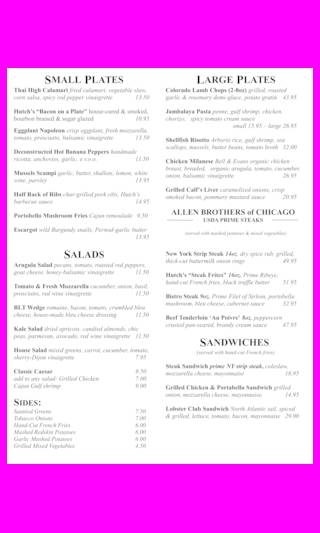 SMALL PLATES
Thai High Calamari fried calamari, vegetable slaw,
corn salsa, spicy red pepper vinaigrette 13.50
Hutch's "Bacon on a Plate" house-cured & smoked,
bourbon braised & sugar glazed 10.95
Eggplant Napoleon crisp eggplant, fresh mozzarella,
tomato, prosciutto, balsamic vinaigrette 13.50
Deconstructed Hot Banana Peppers handmade
ricotta, anchovies, garlic, e.v.o.o. 11.50
Mussels Scampi garlic, butter, shallots, lemon, white
wine, parsley 13.95
Half Rack of Ribs char-grilled pork ribs, Hutch's
barbecue sauce 14.95
Portobello Mushroom Fries Cajun remoulade 9.50
Escargot wild Burgundy snails, Pernod garlic butter
13.95
SALADS
Arugula Salad pecans, tomato, roasted red peppers,
goat cheese, honey-balsamic vinaigrette 11.50
Tomato & Fresh Mozzarella cucumber, onion, basil,
prosciutto, red wine vinaigrette 11.50
BLT Wedge romaine, bacon, tomato, crumbled bleu
cheese, house-made bleu cheese dressing 11.50
Kale Salad dried apricots, candied almonds, chic
peas, parmesan, avocado, red wine vinaigrette 11.50
House Salad mixed greens, carrot, cucumber, tomato,
sherry-Dijon vinaigrette 7.95
Classic Caesar 8.50
add to any salad: Grilled Chicken 7.00
Cajun Gulf shrimp 9.00
SIDES:
Sautéed Greens 7.50
Tobacco Onions 7.00
Hand-Cut French Fries 6.00
Mashed Redskin Potatoes 6.00
Garlic Mashed Potatoes 6.00
Grilled Mixed Vegetables 4.50
LARGE PLATES
Colorado Lamb Chops (2-8oz) grilled, roasted
garlic & rosemary demi-glace, potato gratin 43.95
Jambalaya Pasta penne, gulf shrimp, chicken,
chorizo, spicy tomato cream sauce
small 15.95 - large 26.95
Shellfish Risotto Arborio rice, gulf shrimp, sea
scallops, mussels, butter beans, tomato broth 32.00
Chicken Milanese Bell & Evans organic chicken
breast, breaded, organic arugula, tomato, cucumber,
onion, balsamic vinaigrette 26.95
Grilled Calf's Liver caramelized onions, crisp
smoked bacon, pommery mustard sauce 20.95
ALLEN BROTHERS of CHICAGO
USDA PRIME STEAKS
(served with mashed potatoes & mixed vegetables)
New York Strip Steak 14oz, dry spice rub, grilled,
thick-cut buttermilk onion rings 49.95
Hutch's "Steak Frites" 16oz, Prime Ribeye,
hand-cut French fries, black truffle butter 51.95
Bistro Steak 9oz, Prime Filet of Sirloin, portobella
mushroom, bleu cheese, cabernet sauce 32.95
Beef Tenderloin 'Au Poivre' 8oz, peppercorn
crusted pan-seared, brandy cream sauce 47.95
SANDWICHES
(served with hand-cut French Fries)
Steak Sandwich prime NY strip steak, coleslaw,
mozzarella cheese, mayonnaise 18.95
Grilled Chicken & Portabella Sandwich grilled
onion, mozzarella cheese, mayonnaise, 14.95
Lobster Club Sandwich North Atlantic tail, spiced
& grilled, lettuce, tomato, bacon, mayonnaise 29.00